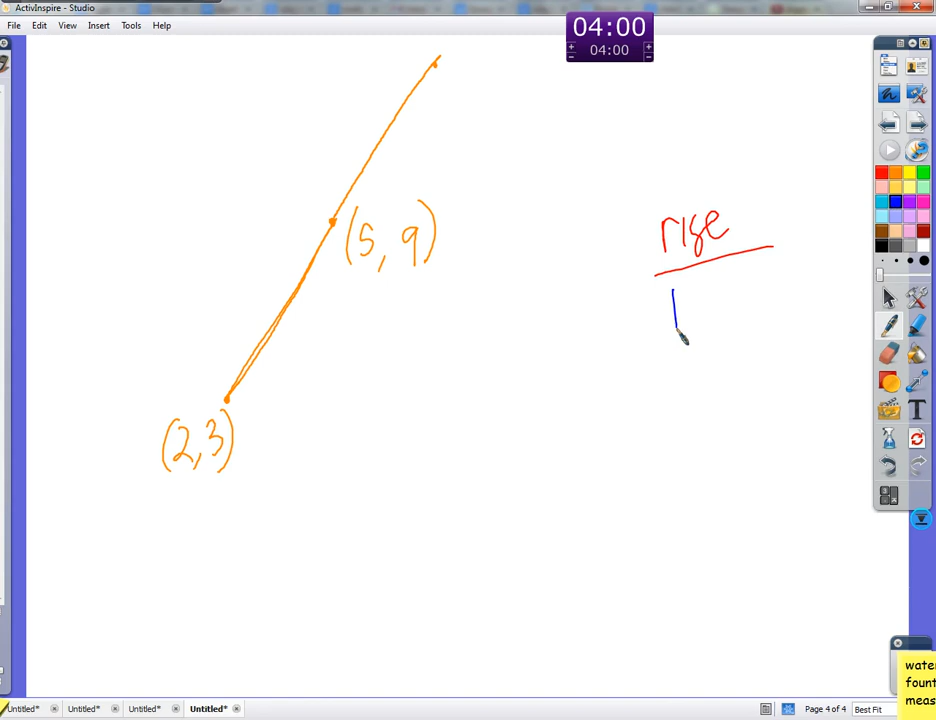 ActivInspire - Studio
File Edit View Insert Tools Help
04:00
04:00
(5, 9)
rise
(2,3)
water
fount
meas
Untitled* Untitled* Untitled* Untitled*
Page 4 of 4 Best Fit